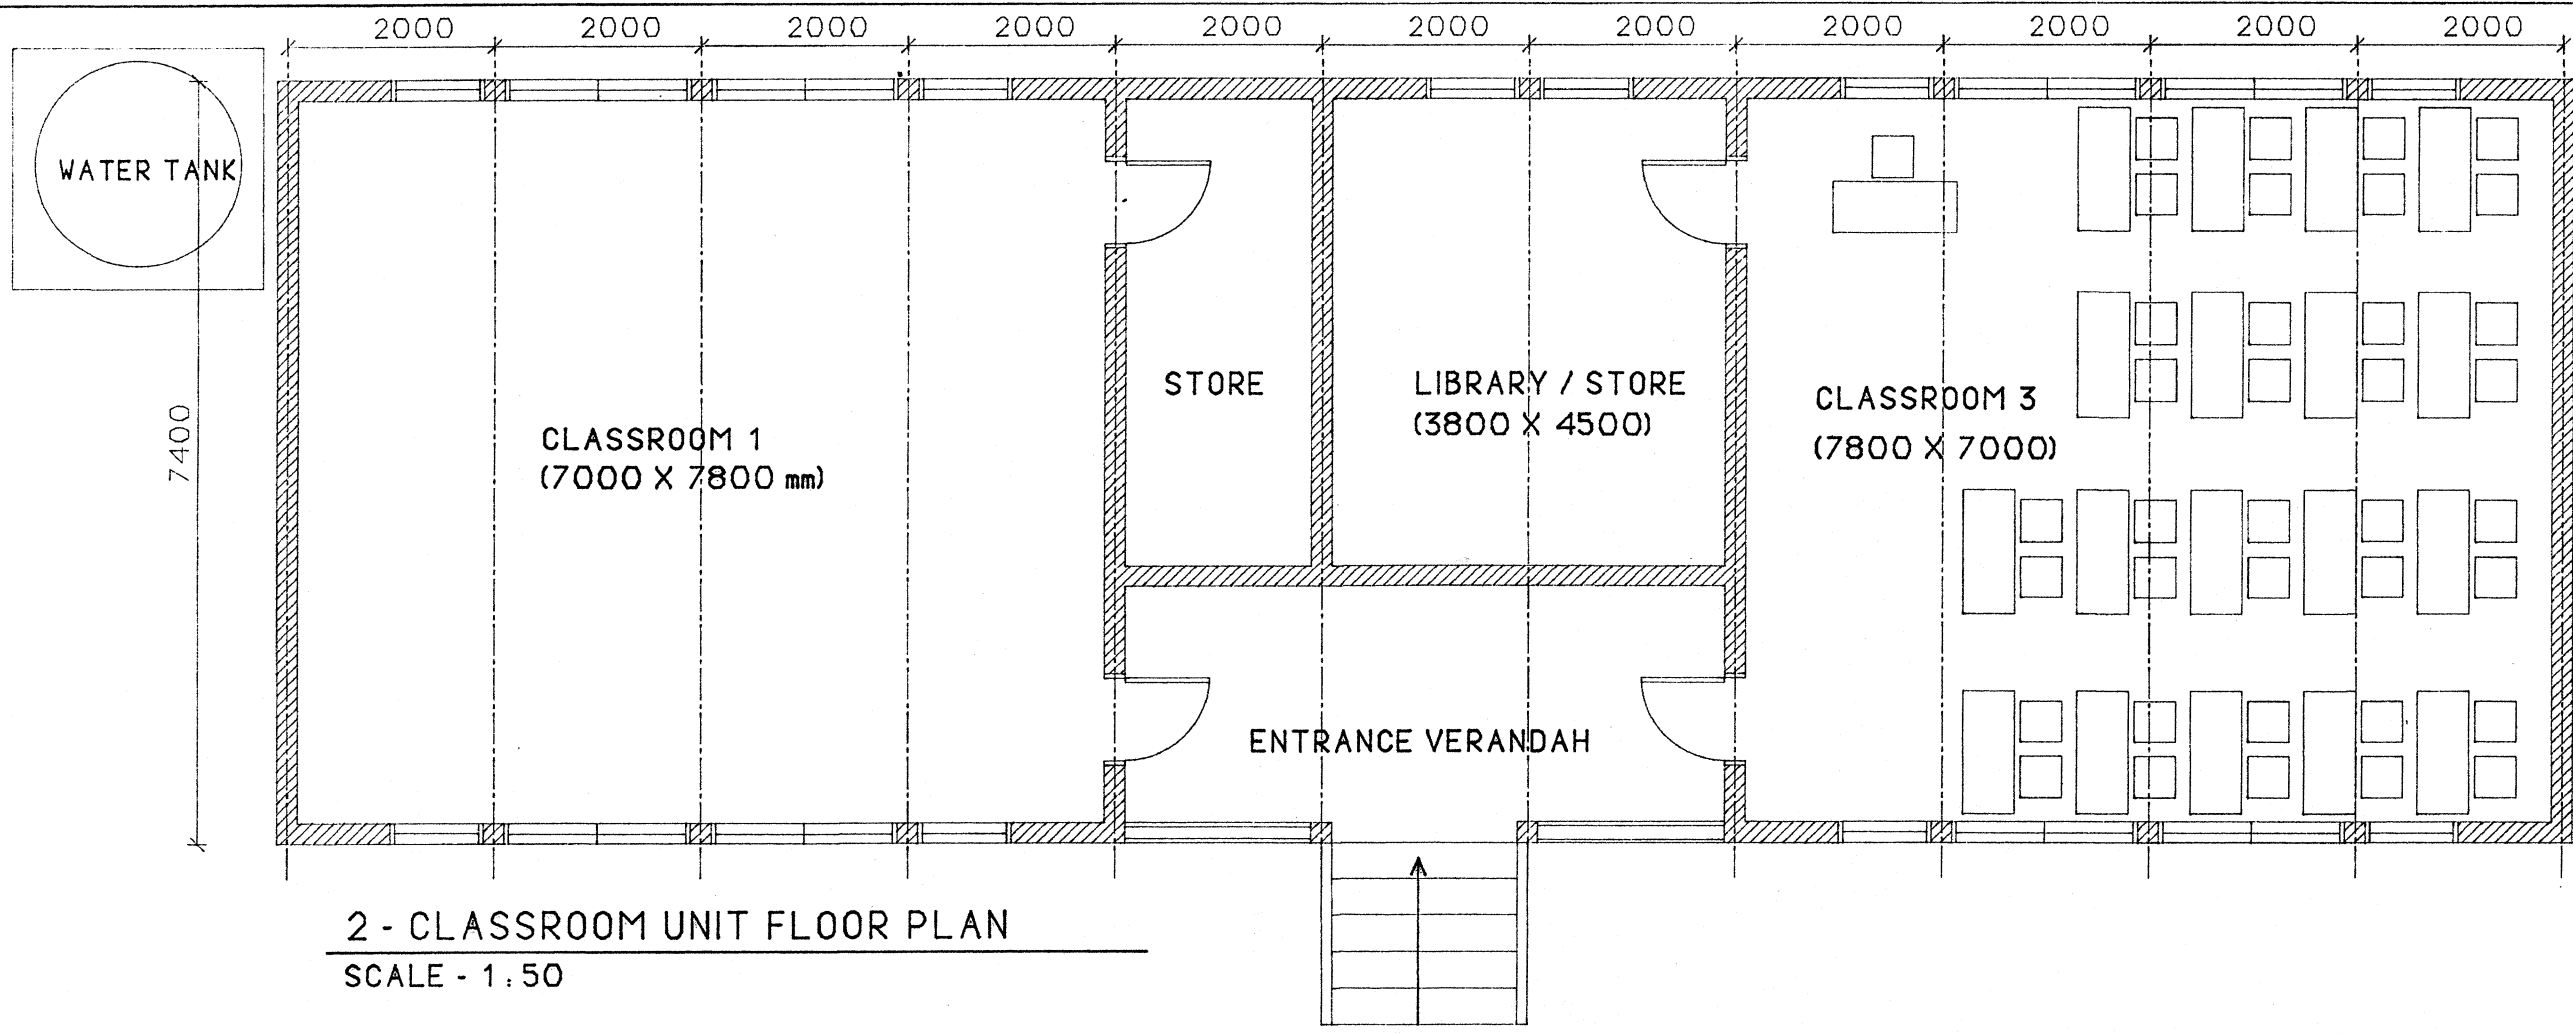 2000 2000 2000 2000 2000 2000 2000 2000 2000 2000 2000
WATER TANK
7400
STORE
LIBRARY / STORE
(3800 X 4500)
CLASSROOM 3
(7800 X 7000)
CLASSROOM 1
(7000 X 7800 mm)
ENTRANCE VERANDAH
2 - CLASSROOM UNIT FLOOR PLAN
SCALE - 1:50